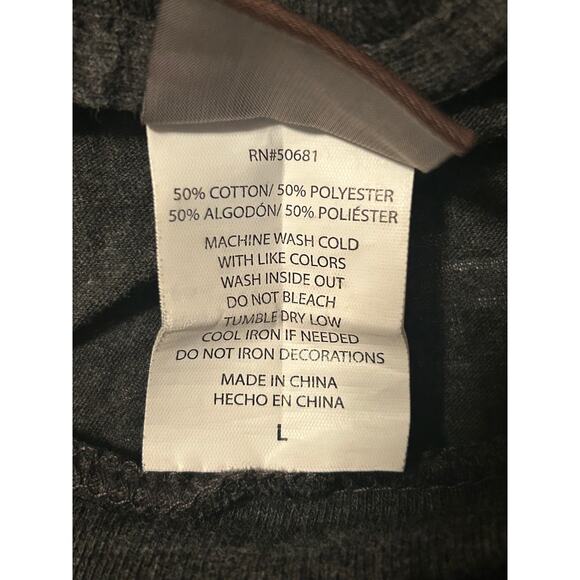 RN#50681
50% COTTON/ 50% POLYESTER
50% ALGODÓN/ 50% POLIÉSTER
MACHINE WASH COLD
WITH LIKE COLORS
WASH INSIDE OUT
DO NOT BLEACH
TUMBLE DRY LOW
COOL IRON IF NEEDED
DO NOT IRON DECORATIONS
MADE IN CHINA
HECHO EN CHINA
L